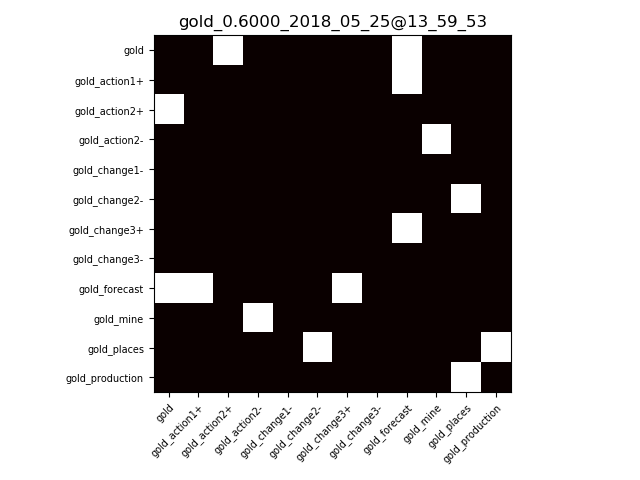 gold_0.6000_2018_05_25@13_59_53
gold
gold_action1+
gold_action2+
gold_action2-
gold_change1-
gold_change2-
gold_change3+
gold_change3-
gold_forecast
gold_mine
gold_places
gold_production
gold
gold_action1+
gold_action2+
gold_action2-
gold_change1-
gold_change2-
gold_change3+
gold_change3-
gold_forecast
gold_mine
gold_places
gold_production